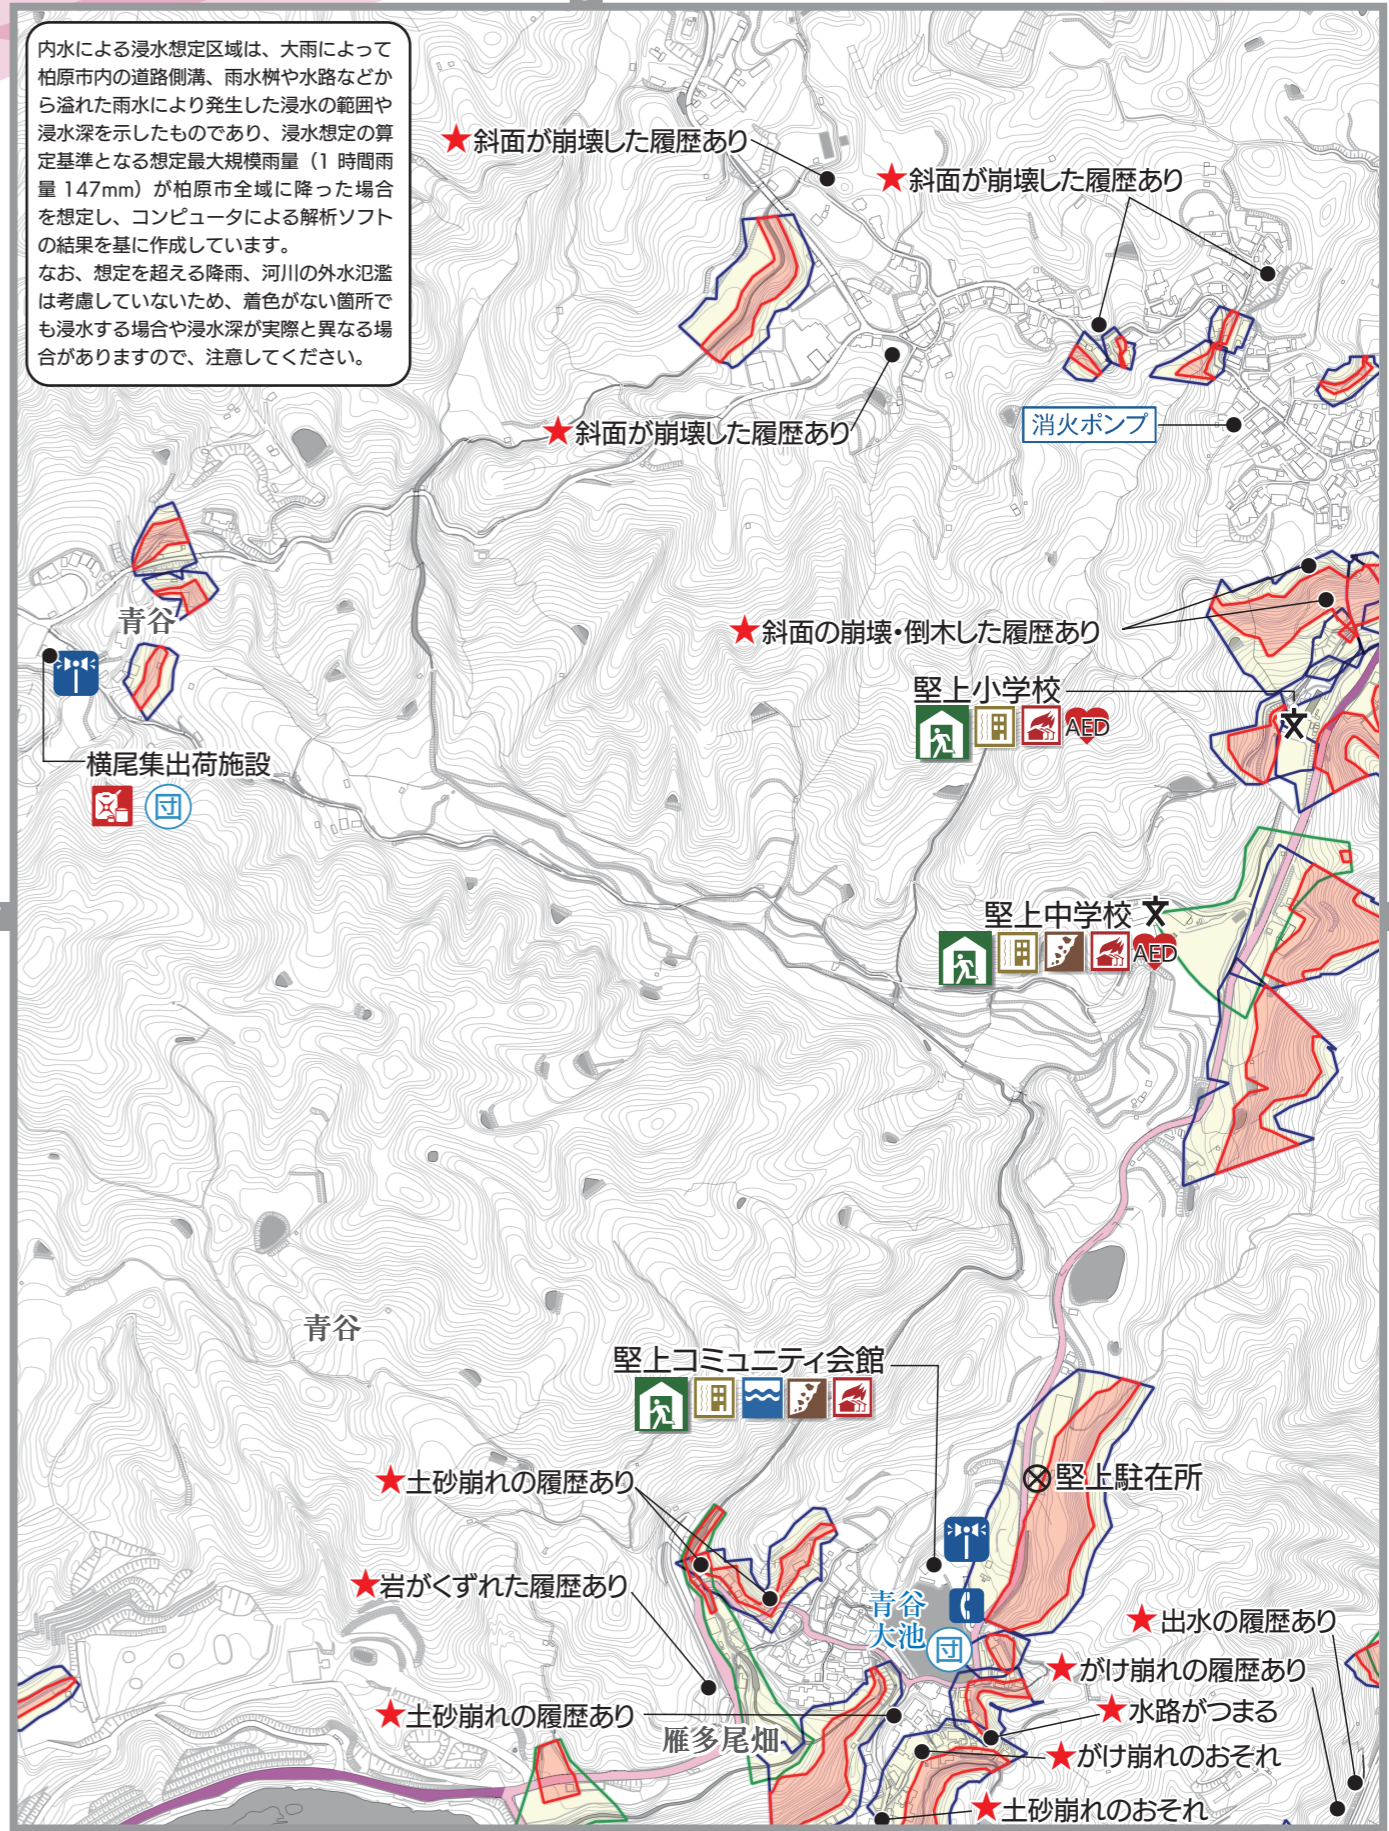 内水による浸水想定区域は、大雨によって
柏原市内の道路側溝、雨水桝や水路などか
ら溢れた雨水により発生した浸水の範囲や
浸水深を示したものであり、浸水想定の算
定基準となる想定最大規模雨量（1 時間雨
量 147mm）が柏原市全域に降った場合
を想定し、コンピュータによる解析ソフト
の結果を基に作成しています。
なお、想定を超える降雨、河川の外水氾濫
は考慮していないため、着色がない箇所で
も浸水する場合や浸水深が実際と異なる場
合がありますので、注意してください。
★斜面が崩壊した履歴あり
★斜面が崩壊した履歴あり
★斜面が崩壊した履歴あり
消火ポンプ
青谷
★斜面の崩壊・倒木した履歴あり
堅上小学校
文
AED
横尾集出荷施設
団
堅上中学校 文
AED
青谷
堅上コミュニティ会館
★土砂崩れの履歴あり
堅上駐在所
★岩がくずれた履歴あり
青谷
大池
団
★出水の履歴あり
★がけ崩れの履歴あり
★土砂崩れの履歴あり
★水路がつまる
雁多尾畑
★がけ崩れのおそれ
★土砂崩れのおそれ